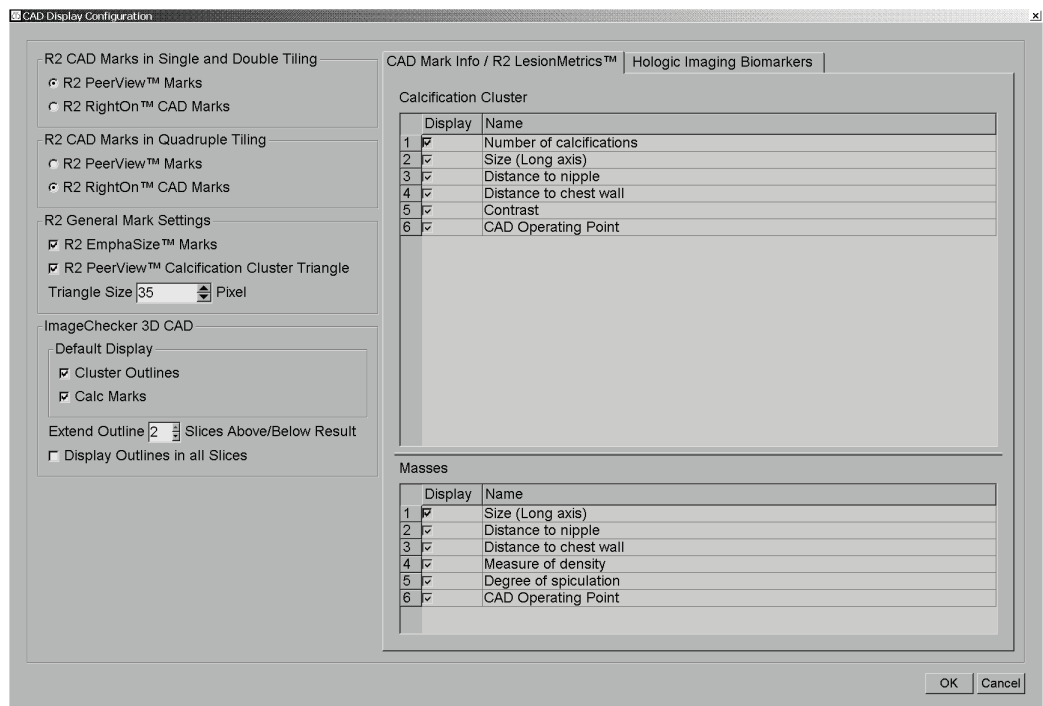 CAD Display Configuration
R2 CAD Marks in Single and Double Tiling
R2 PeerView™ Marks
R2 RightOn™ CAD Marks
R2 CAD Marks in Quadruple Tiling
R2 PeerView™ Marks
R2 RightOn™ CAD Marks
R2 General Mark Settings
R2 EmphaSize™ Marks
R2 PeerView™ Calcification Cluster Triangle
Triangle Size 35 Pixel
ImageChecker 3D CAD
Default Display
Cluster Outlines
Calc Marks
Extend Outline 2 Slices Above/Below Result
Display Outlines in all Slices
CAD Mark Info / R2 LesionMetrics™ Hologic Imaging Biomarkers
Calcification Cluster
Display Name
1 Number of calcifications
2 Size (Long axis)
3 Distance to nipple
4 Distance to chest wall
5 Contrast
6 CAD Operating Point
Masses
Display Name
1 Size (Long axis)
2 Distance to nipple
3 Distance to chest wall
4 Measure of density
5 Degree of spiculation
6 CAD Operating Point
OK Cancel